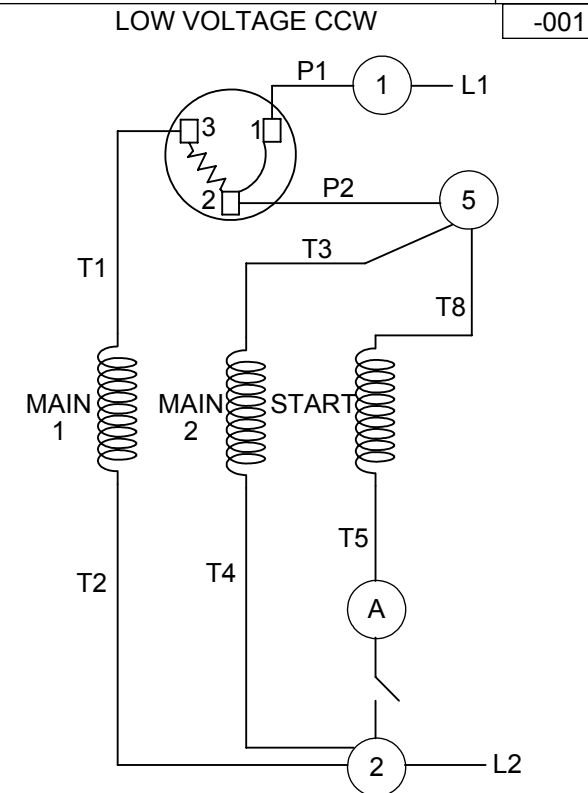 LOW VOLTAGE CCW
-001
P1
1
L1
3
1
2
P2
5
T3
T1
T8
MAIN
1
MAIN
2
START
T5
T2
T4
A
2
L2